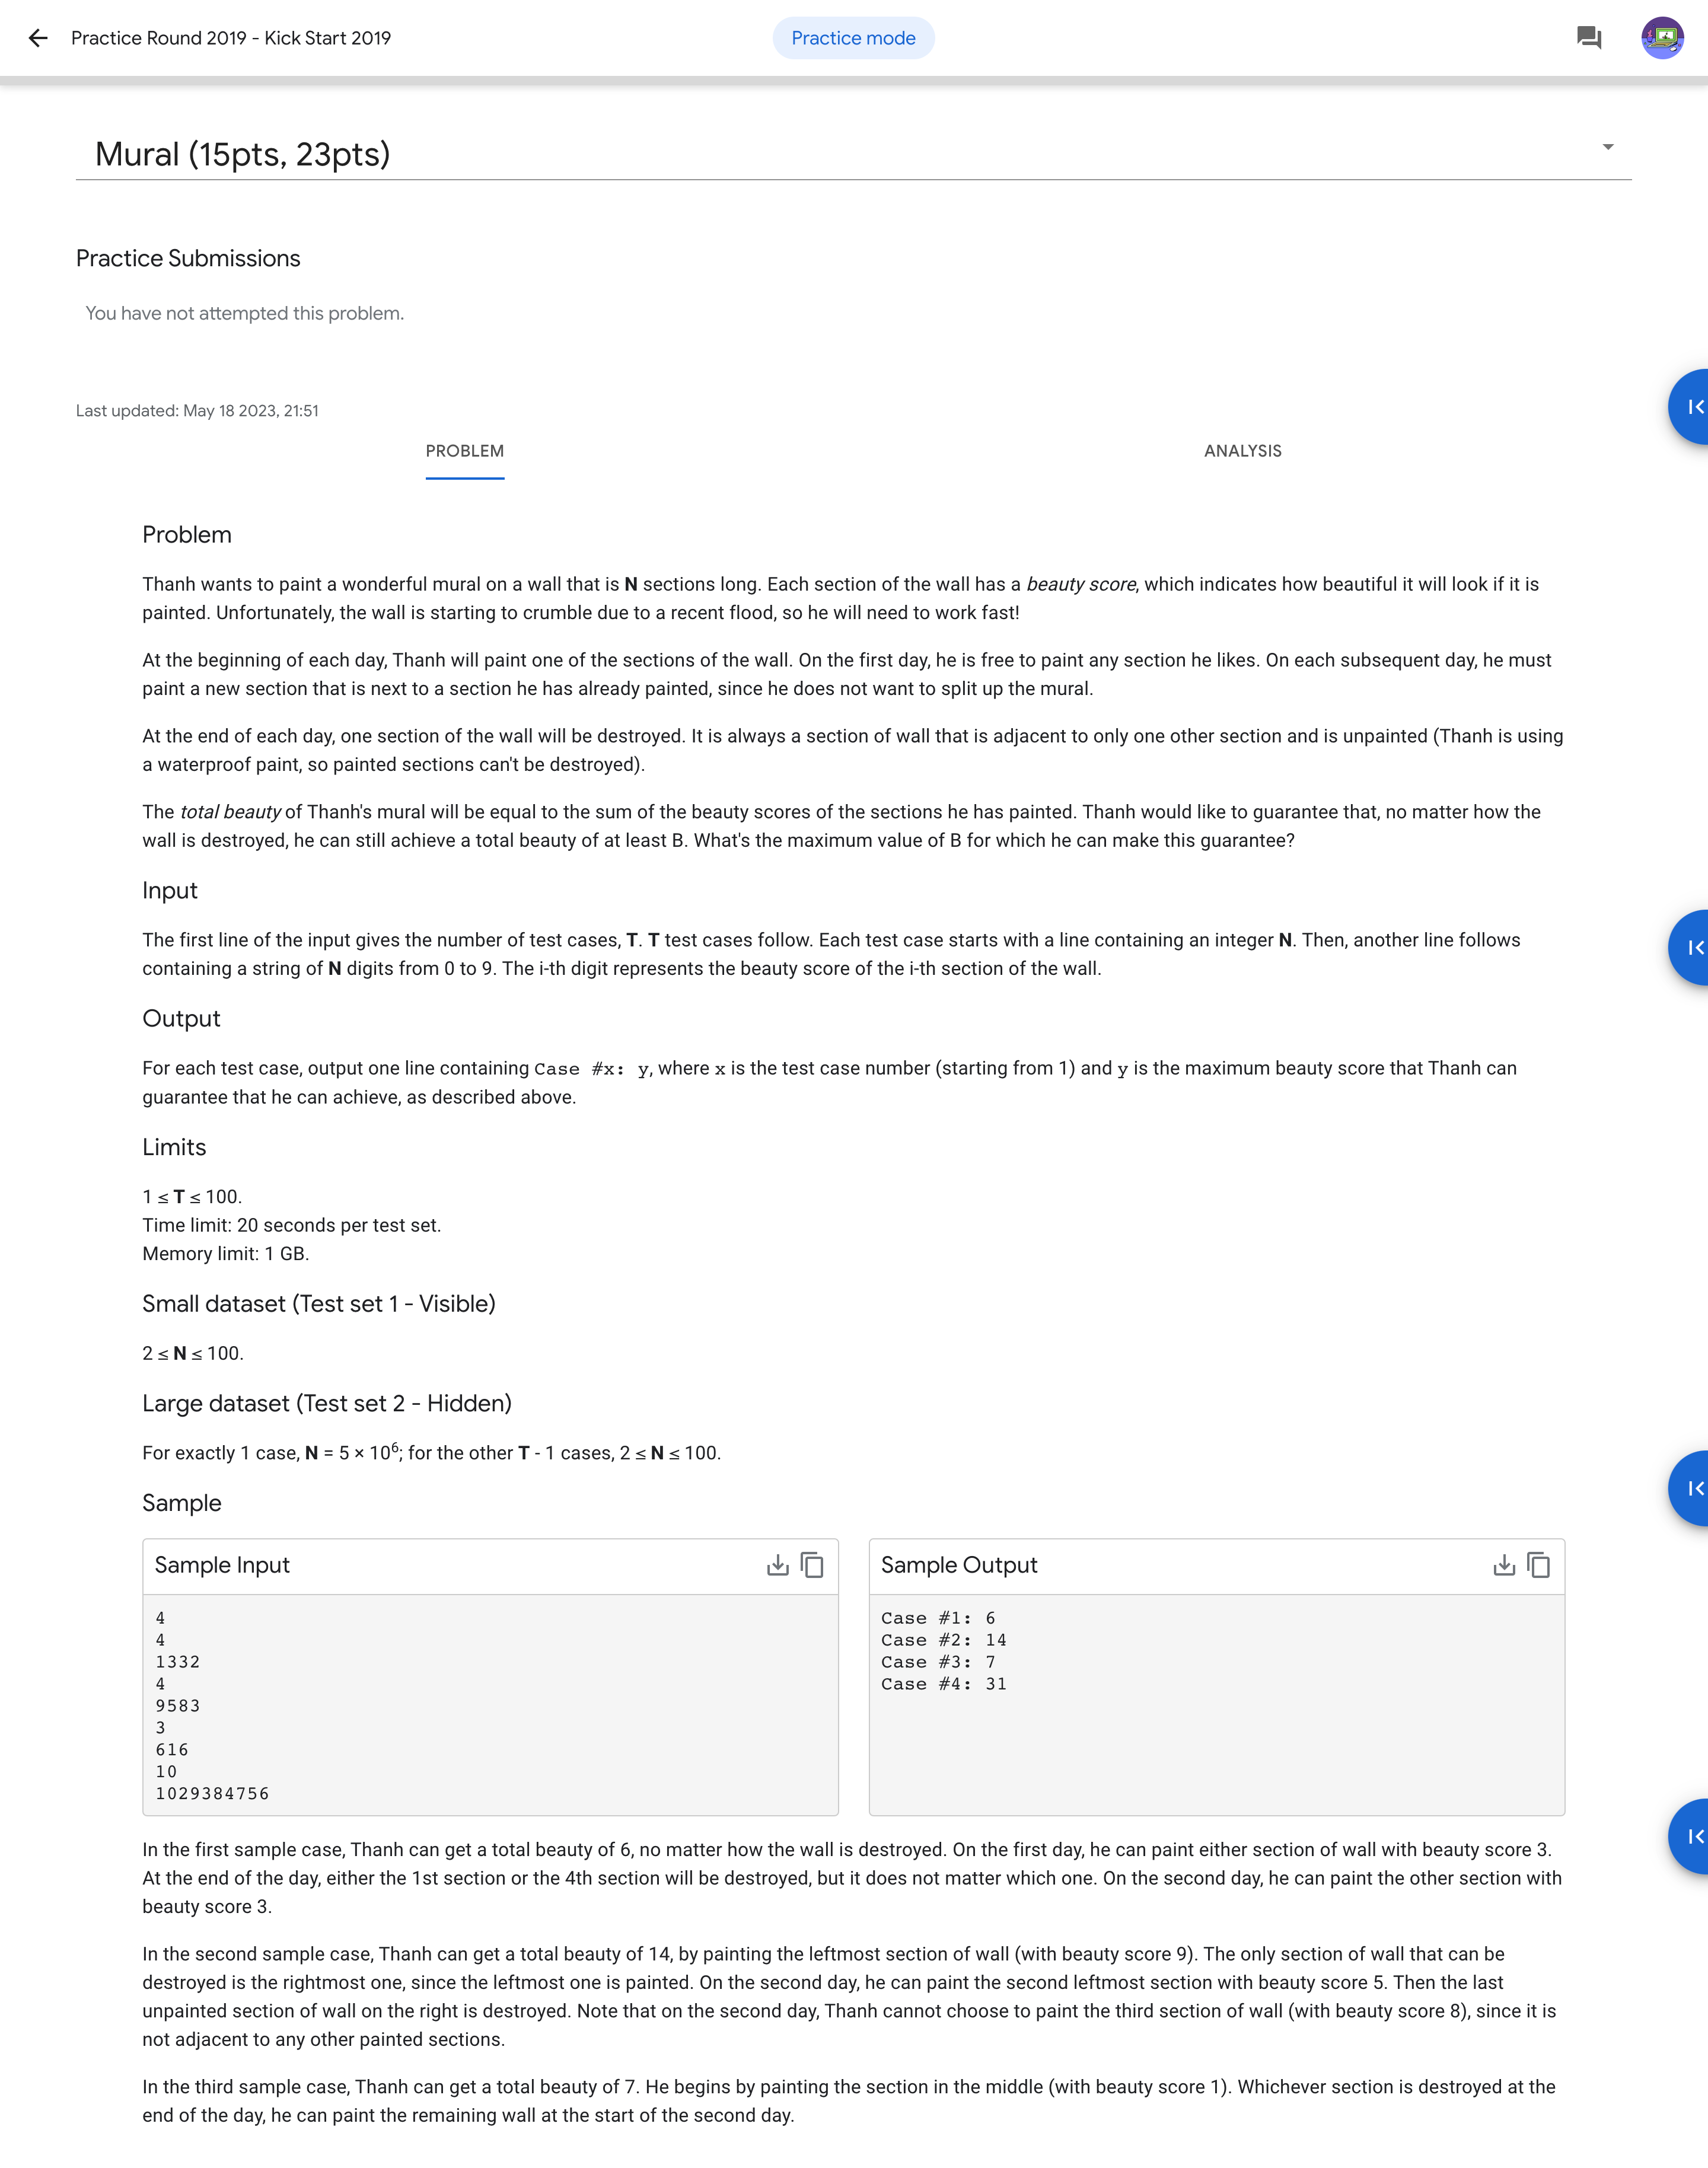 Practice Round 2019 - Kick Start 2019
Practice mode
Mural (15pts, 23pts)
Practice Submissions
You have not attempted this problem.
Last updated: May 18 2023, 21:51
PROBLEM
ANALYSIS
Problem
Thanh wants to paint a wonderful mural on a wall that is N sections long. Each section of the wall has a beauty score, which indicates how beautiful it will look if it is
painted. Unfortunately, the wall is starting to crumble due to a recent flood, so he will need to work fast!
At the beginning of each day, Thanh will paint one of the sections of the wall. On the first day, he is free to paint any section he likes. On each subsequent day, he must
paint a new section that is next to a section he has already painted, since he does not want to split up the mural.
At the end of each day, one section of the wall will be destroyed. It is always a section of wall that is adjacent to only one other section and is unpainted (Thanh is using
a waterproof paint, so painted sections can't be destroyed).
The total beauty of Thanh's mural will be equal to the sum of the beauty scores of the sections he has painted. Thanh would like to guarantee that, no matter how the
wall is destroyed, he can still achieve a total beauty of at least B. What's the maximum value of B for which he can make this guarantee?
Input
The first line of the input gives the number of test cases, T. T test cases follow. Each test case starts with a line containing an integer N. Then, another line follows
containing a string of N digits from 0 to 9. The i-th digit represents the beauty score of the i-th section of the wall.
Output
For each test case, output one line containing Case #x: y, where x is the test case number (starting from 1) and y is the maximum beauty score that Thanh can
guarantee that he can achieve, as described above.
Limits
1 ≤ T ≤ 100.
Time limit: 20 seconds per test set.
Memory limit: 1 GB.
Small dataset (Test set 1 - Visible)
2 ≤ N ≤ 100.
Large dataset (Test set 2 - Hidden)
For exactly 1 case, N = 5 × 10⁶; for the other T - 1 cases, 2 ≤ N ≤ 100.
Sample
Sample Input
4
4
1332
4
9583
3
616
10
1029384756
Sample Output
Case #1: 6
Case #2: 14
Case #3: 7
Case #4: 31
In the first sample case, Thanh can get a total beauty of 6, no matter how the wall is destroyed. On the first day, he can paint either section of wall with beauty score 3.
At the end of the day, either the 1st section or the 4th section will be destroyed, but it does not matter which one. On the second day, he can paint the other section with
beauty score 3.
In the second sample case, Thanh can get a total beauty of 14, by painting the leftmost section of wall (with beauty score 9). The only section of wall that can be
destroyed is the rightmost one, since the leftmost one is painted. On the second day, he can paint the second leftmost section with beauty score 5. Then the last
unpainted section of wall on the right is destroyed. Note that on the second day, Thanh cannot choose to paint the third section of wall (with beauty score 8), since it is
not adjacent to any other painted sections.
In the third sample case, Thanh can get a total beauty of 7. He begins by painting the section in the middle (with beauty score 1). Whichever section is destroyed at the
end of the day, he can paint the remaining wall at the start of the second day.